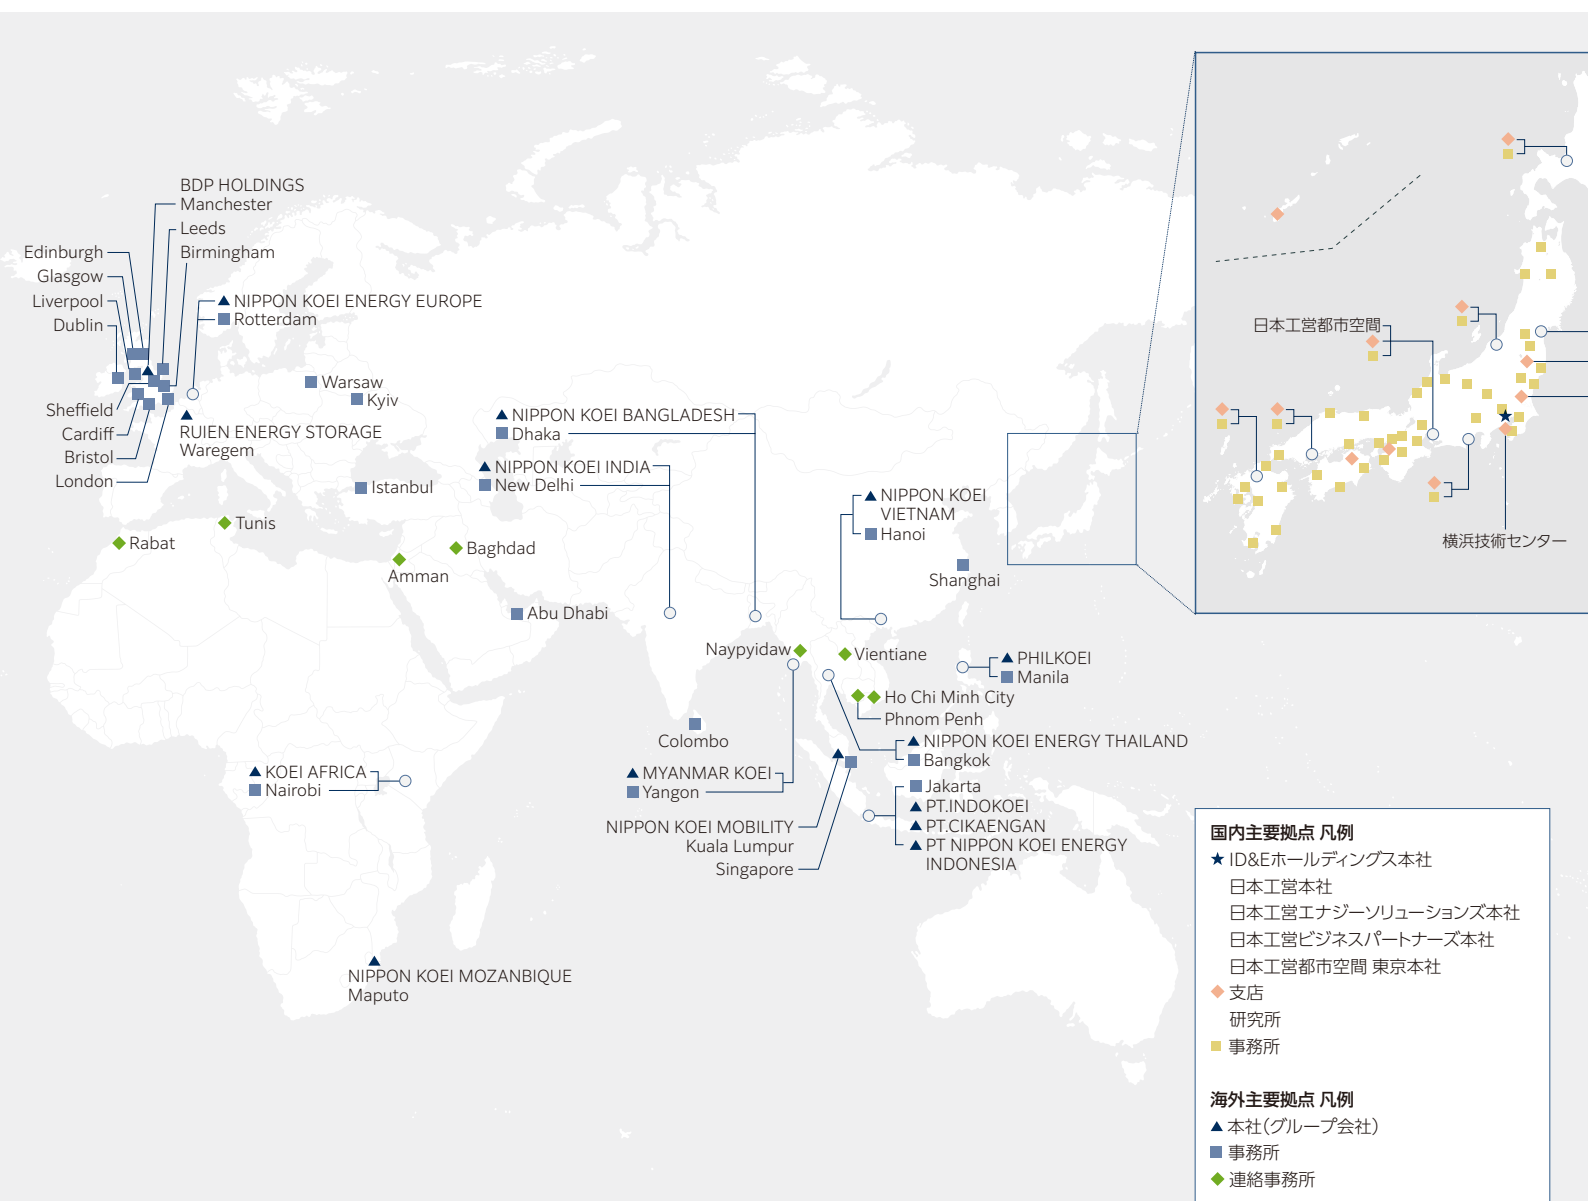 BDP HOLDINGS
Manchester
Leeds
Birmingham
Edinburgh
Glasgow
Liverpool
Dublin
NIPPON KOEI ENERGY EUROPE
Rotterdam
Warsaw
Kyiv
Sheffield
Cardiff
Bristol
London
RUIEN ENERGY STORAGE
Waregem
Istanbul
Tunis
Rabat
Amman
Baghdad
Abu Dhabi
NIPPON KOEI BANGLADESH
Dhaka
NIPPON KOEI INDIA
New Delhi
NIPPON KOEI
VIETNAM
Hanoi
Shanghai
Naypyidaw
Vientiane
PHILKOEI
Manila
Ho Chi Minh City
Phnom Penh
Colombo
NIPPON KOEI ENERGY THAILAND
Bangkok
KOEI AFRICA
Nairobi
MYANMAR KOEI
Yangon
Jakarta
PT.INDOKOEI
PT.CIKAENGAN
PT NIPPON KOEI ENERGY
INDONESIA
NIPPON KOEI MOBILITY
Kuala Lumpur
Singapore
NIPPON KOEI MOZANBIQUE
Maputo
日本工営都市空間
横浜技術センター
国内主要拠点 凡例
ID&Eホールディングス本社
日本工営本社
日本工営エナジーソリューションズ本社
日本工営ビジネスパートナーズ本社
日本工営都市空間 東京本社
支店
研究所
事務所
海外主要拠点 凡例
本社（グループ会社）
事務所
連絡事務所